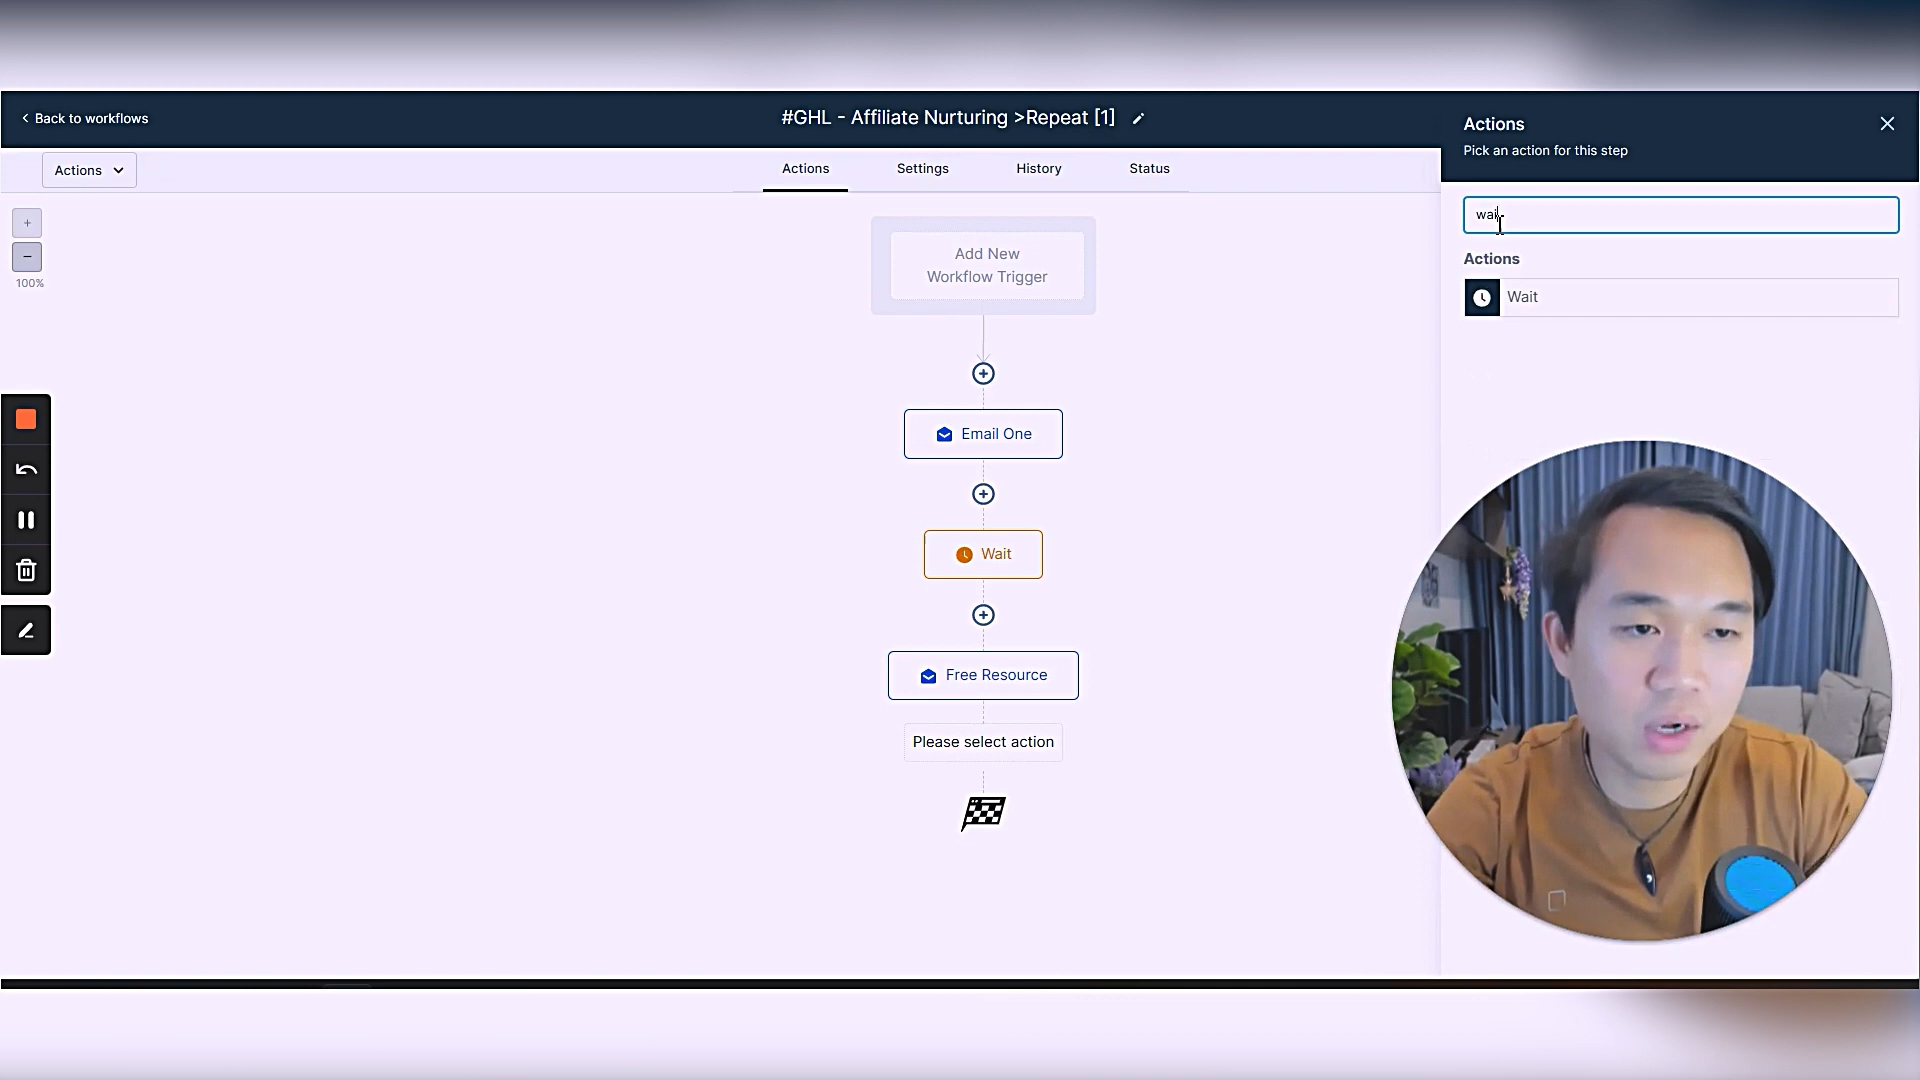 Back to workflows
#GHL - Affiliate Nurturing >Repeat [1]
Actions
Pick an action for this step
Actions
Actions
Settings
History
Status
wai
Actions
Wait
100%
Add New
Workflow Trigger
Email One
Wait
Free Resource
Please select action